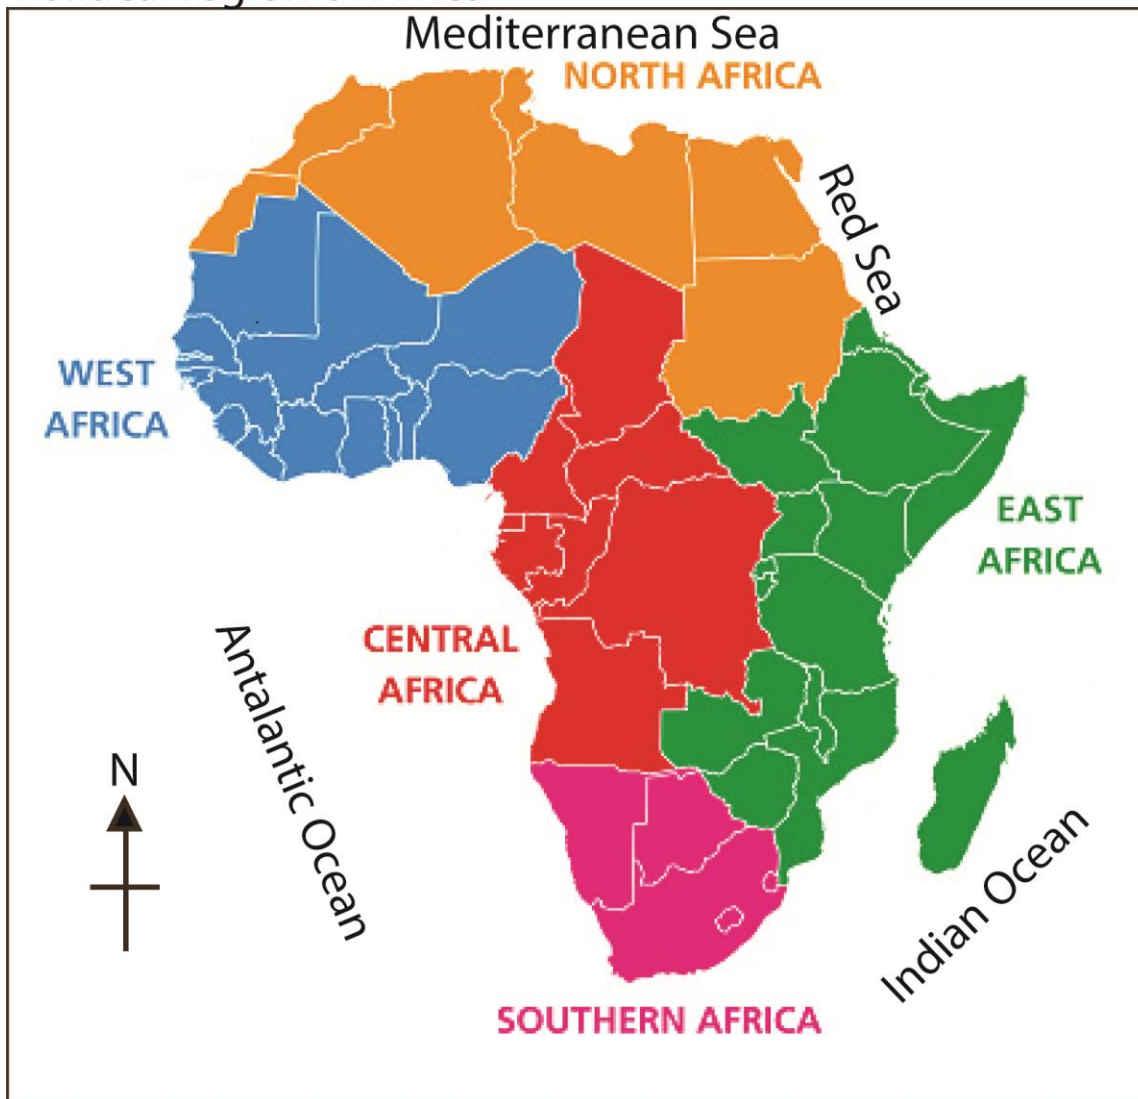 Mediterranean Sea
NORTH AFRICA
Red Sea
WEST
AFRICA
EAST
AFRICA
CENTRAL
AFRICA
Antalantic Ocean
N
Indian Ocean
SOUTHERN AFRICA